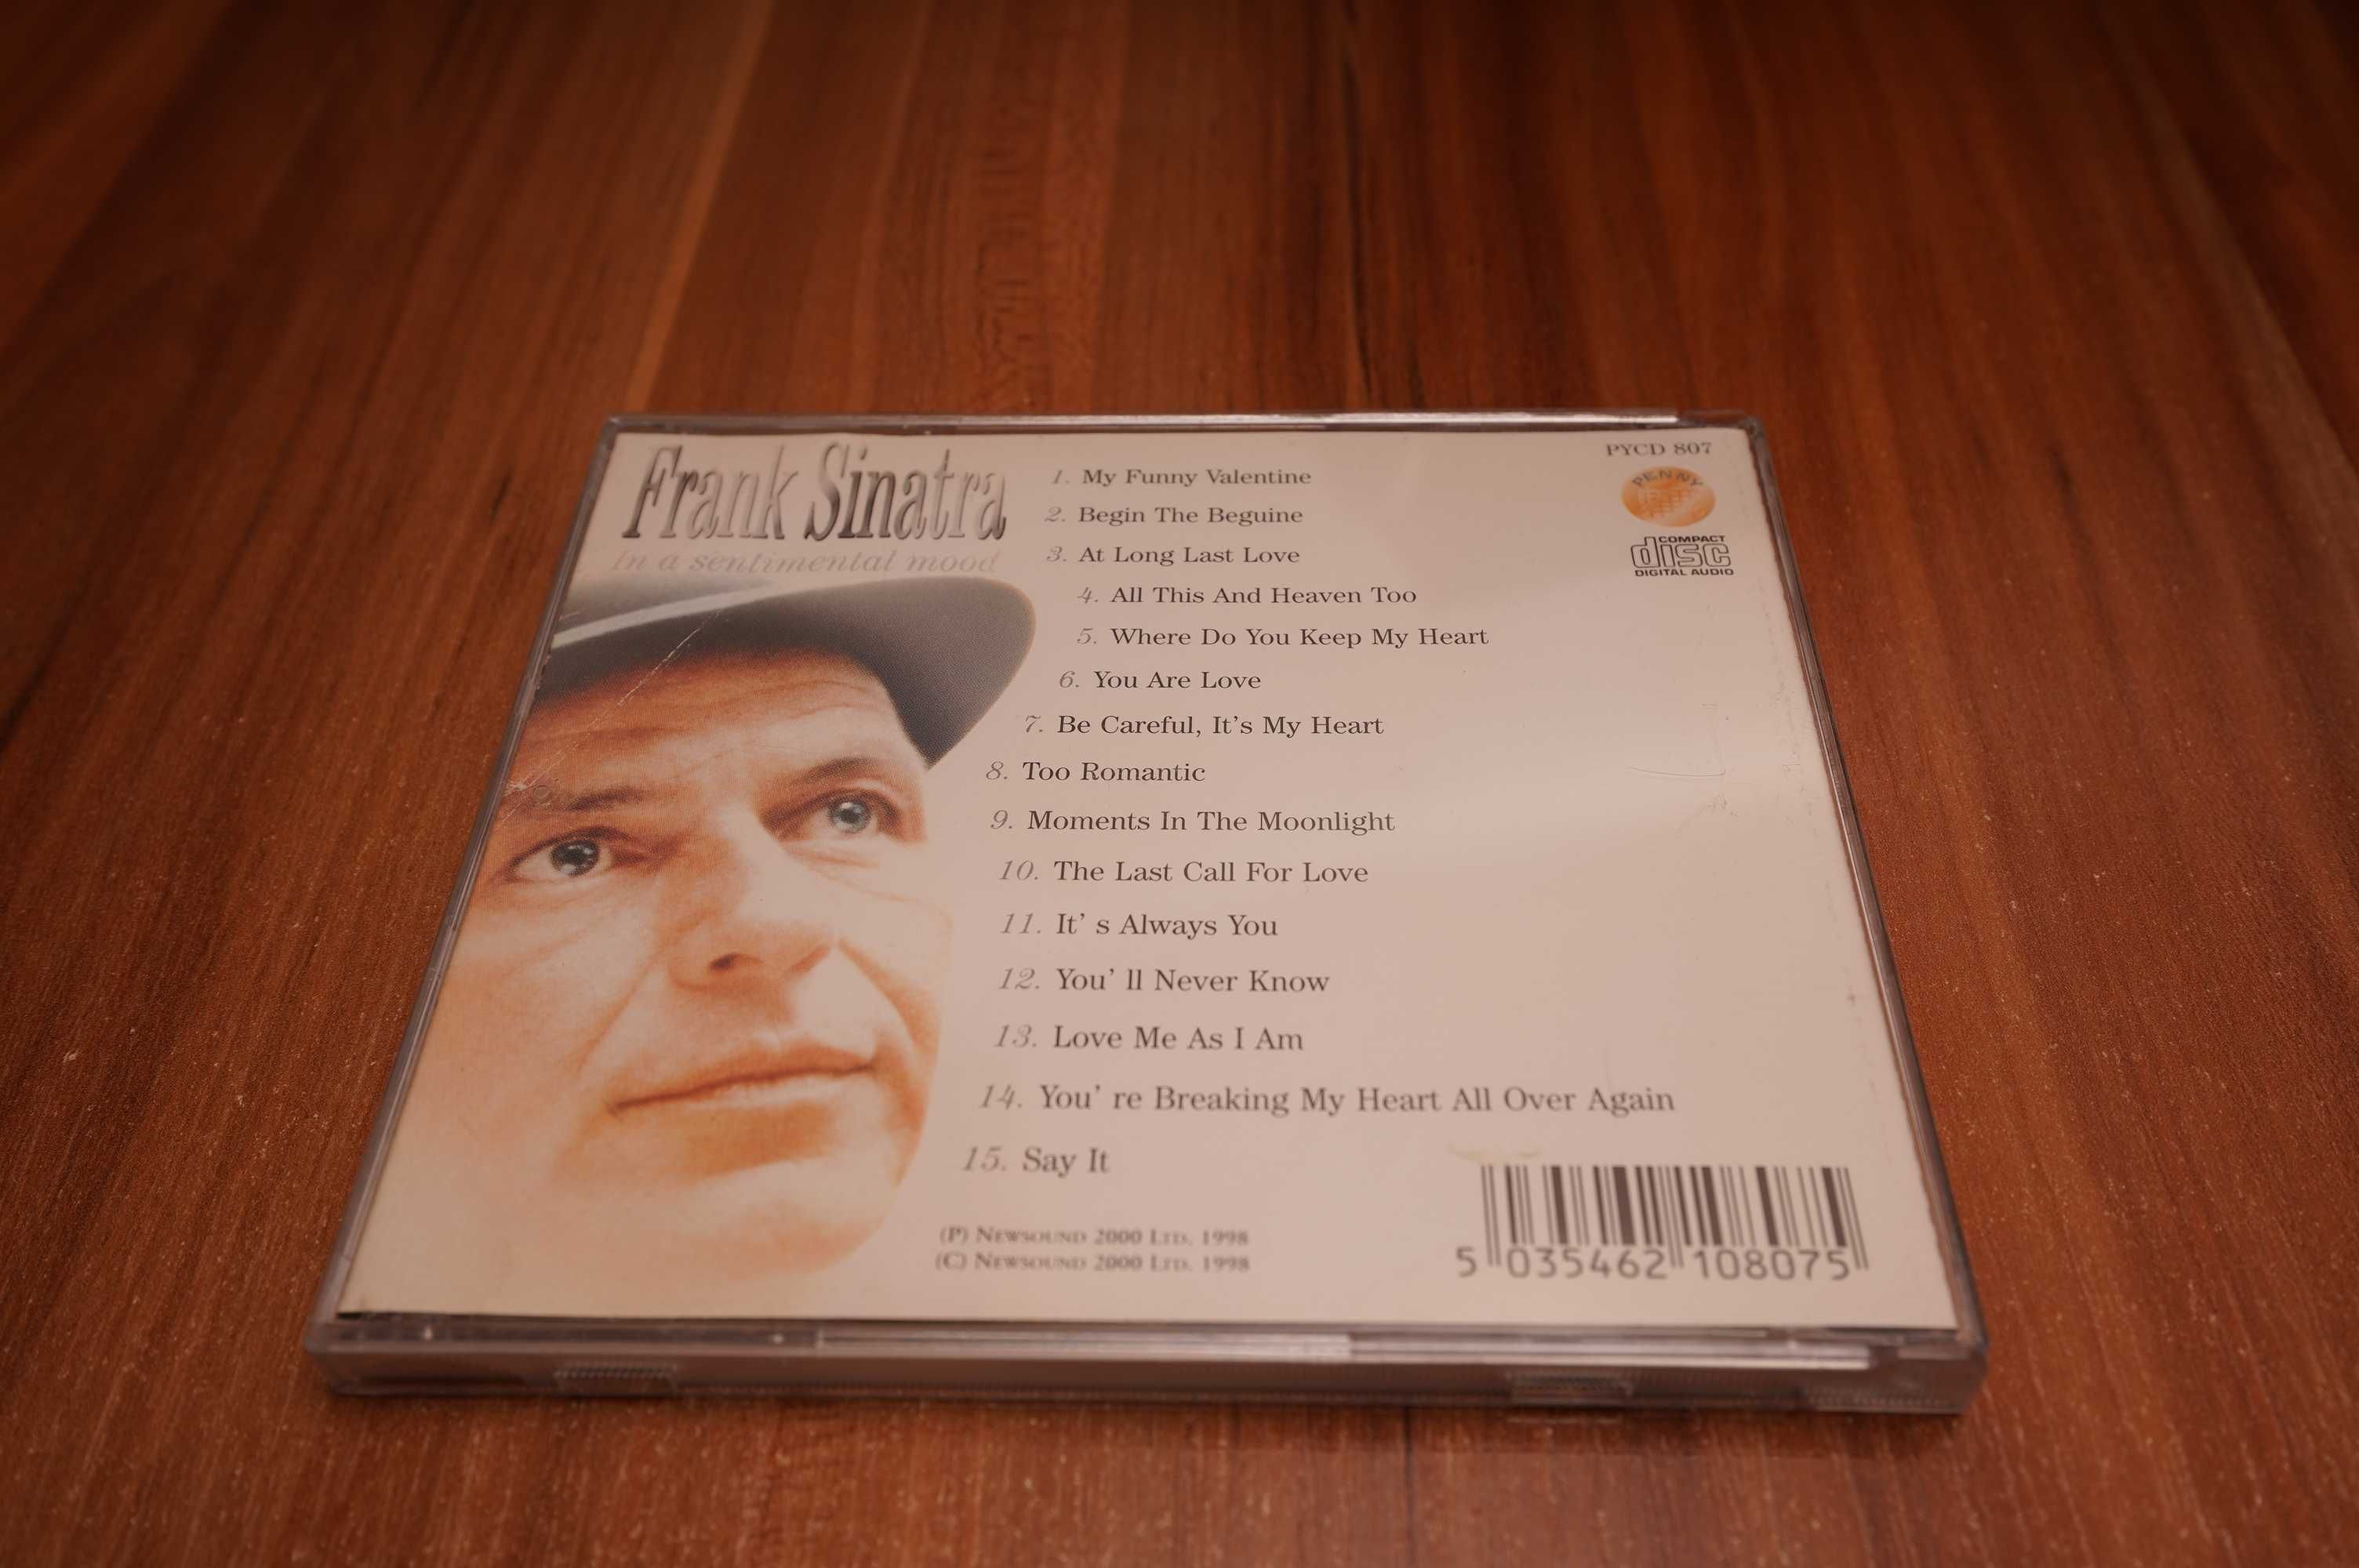 Frank Sinatra
In a sentimental mood
1. My Funny Valentine
2. Begin The Beguine
3. At Long Last Love
4. All This And Heaven Too
5. Where Do You Keep My Heart
6. You Are Love
7. Be Careful, It's My Heart
8. Too Romantic
9. Moments In The Moonlight
10. The Last Call For Love
11. It' s Always You
12. You' ll Never Know
13. Love Me As I Am
14. You' re Breaking My Heart All Over Again
15. Say It
(P) NEWSOUND 2000 LTD. 1998
(C) NEWSOUND 2000 LTD. 1998
PYCD 807
PENNY
COMPACT
disc
DIGITAL AUDIO
5 035462 108075